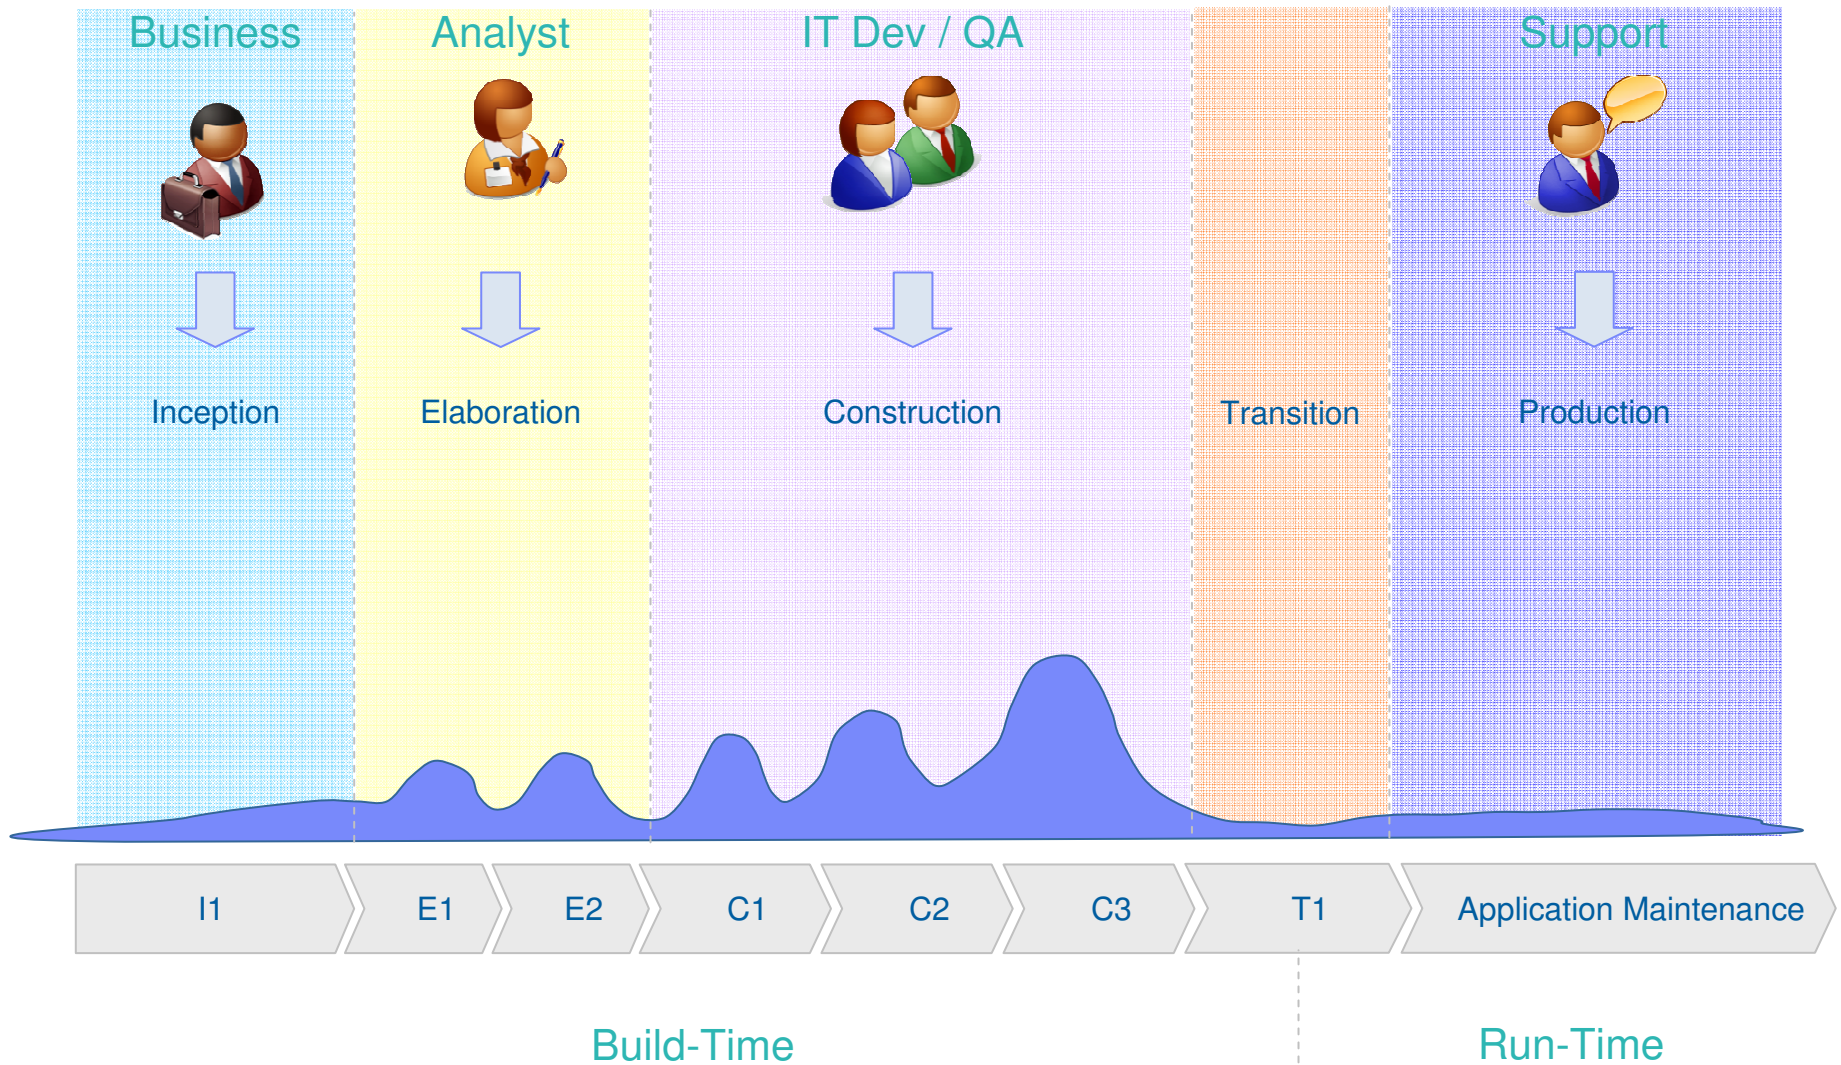 Business
Analyst
IT Dev / QA
Support
Inception
Elaboration
Construction
Transition
Production
I1
E1
E2
C1
C2
C3
T1
Application Maintenance
Build-Time
Run-Time